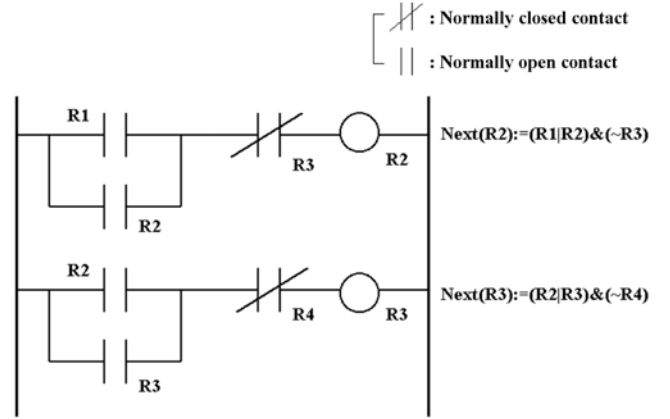 : Normally closed contact
: Normally open contact
R1
R3
R2
Next(R2):=(R1|R2)&(~R3)
R2
R2
R4
R3
Next(R3):=(R2|R3)&(~R4)
R3